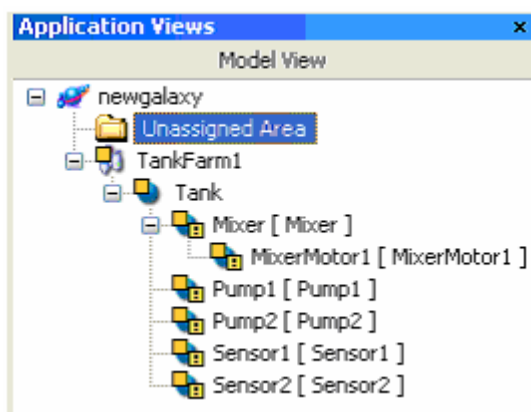 Application Views
Model View
newgalaxy
Unassigned Area
TankFarm1
Tank
Mixer [ Mixer ]
MixerMotor1 [ MixerMotor1 ]
Pump1 [ Pump1 ]
Pump2 [ Pump2 ]
Sensor1 [ Sensor1 ]
Sensor2 [ Sensor2 ]